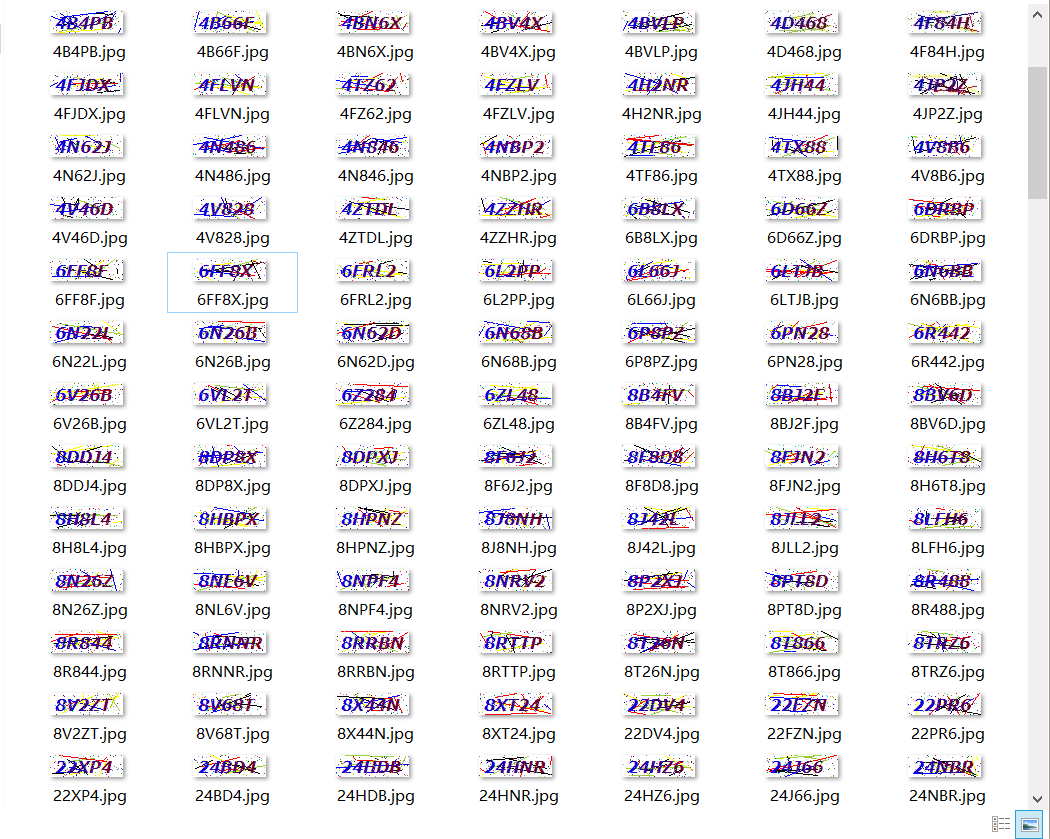 4B4PB 4B66F 4BN6X 4BV4X 4BVLP 4D468 4F84H
4B4PB.jpg 4B66F.jpg 4BN6X.jpg 4BV4X.jpg 4BVLP.jpg 4D468.jpg 4F84H.jpg
4FJDX 4FLVN 4FZ62 4FZLV 4H2NR 4JH44 4JP2Z
4FJDX.jpg 4FLVN.jpg 4FZ62.jpg 4FZLV.jpg 4H2NR.jpg 4JH44.jpg 4JP2Z.jpg
4N62J 4N486 4N846 4NBP2 4TF86 4TX88 4V8B6
4N62J.jpg 4N486.jpg 4N846.jpg 4NBP2.jpg 4TF86.jpg 4TX88.jpg 4V8B6.jpg
4V46D 4V828 4ZTDL 4ZZHR 6B8LX 6D66Z 6DRBP
4V46D.jpg 4V828.jpg 4ZTDL.jpg 4ZZHR.jpg 6B8LX.jpg 6D66Z.jpg 6DRBP.jpg
6FF8F 6FF8X 6FRL2 6L2PP 6L66J 6LTJB 6N6BB
6FF8F.jpg 6FF8X.jpg 6FRL2.jpg 6L2PP.jpg 6L66J.jpg 6LTJB.jpg 6N6BB.jpg
6N22L 6N26B 6N62D 6N68B 6P8PZ 6PN28 6R442
6N22L.jpg 6N26B.jpg 6N62D.jpg 6N68B.jpg 6P8PZ.jpg 6PN28.jpg 6R442.jpg
6V26B 6VL2T 6Z284 6ZL48 8B4FV 8BJ2F 8BV6D
6V26B.jpg 6VL2T.jpg 6Z284.jpg 6ZL48.jpg 8B4FV.jpg 8BJ2F.jpg 8BV6D.jpg
8DDJ4 8DP8X 8DPXJ 8F6J2 8F8D8 8FJN2 8H6T8
8DDJ4.jpg 8DP8X.jpg 8DPXJ.jpg 8F6J2.jpg 8F8D8.jpg 8FJN2.jpg 8H6T8.jpg
8H8L4 8HBPX 8HPNZ 8J8NH 8J42L 8JLL2 8LFH6
8H8L4.jpg 8HBPX.jpg 8HPNZ.jpg 8J8NH.jpg 8J42L.jpg 8JLL2.jpg 8LFH6.jpg
8N26Z 8NL6V 8NPF4 8NRV2 8P2XJ 8PT8D 8R488
8N26Z.jpg 8NL6V.jpg 8NPF4.jpg 8NRV2.jpg 8P2XJ.jpg 8PT8D.jpg 8R488.jpg
8R844 8RNNR 8RRBN 8RTTP 8T26N 8T866 8TRZ6
8R844.jpg 8RNNR.jpg 8RRBN.jpg 8RTTP.jpg 8T26N.jpg 8T866.jpg 8TRZ6.jpg
8V2ZT 8V68T 8X44N 8XT24 22DV4 22FZN 22PR6
8V2ZT.jpg 8V68T.jpg 8X44N.jpg 8XT24.jpg 22DV4.jpg 22FZN.jpg 22PR6.jpg
22XP4 24BD4 24HDB 24HNR 24HZ6 24J66 24NBR
22XP4.jpg 24BD4.jpg 24HDB.jpg 24HNR.jpg 24HZ6.jpg 24J66.jpg 24NBR.jpg